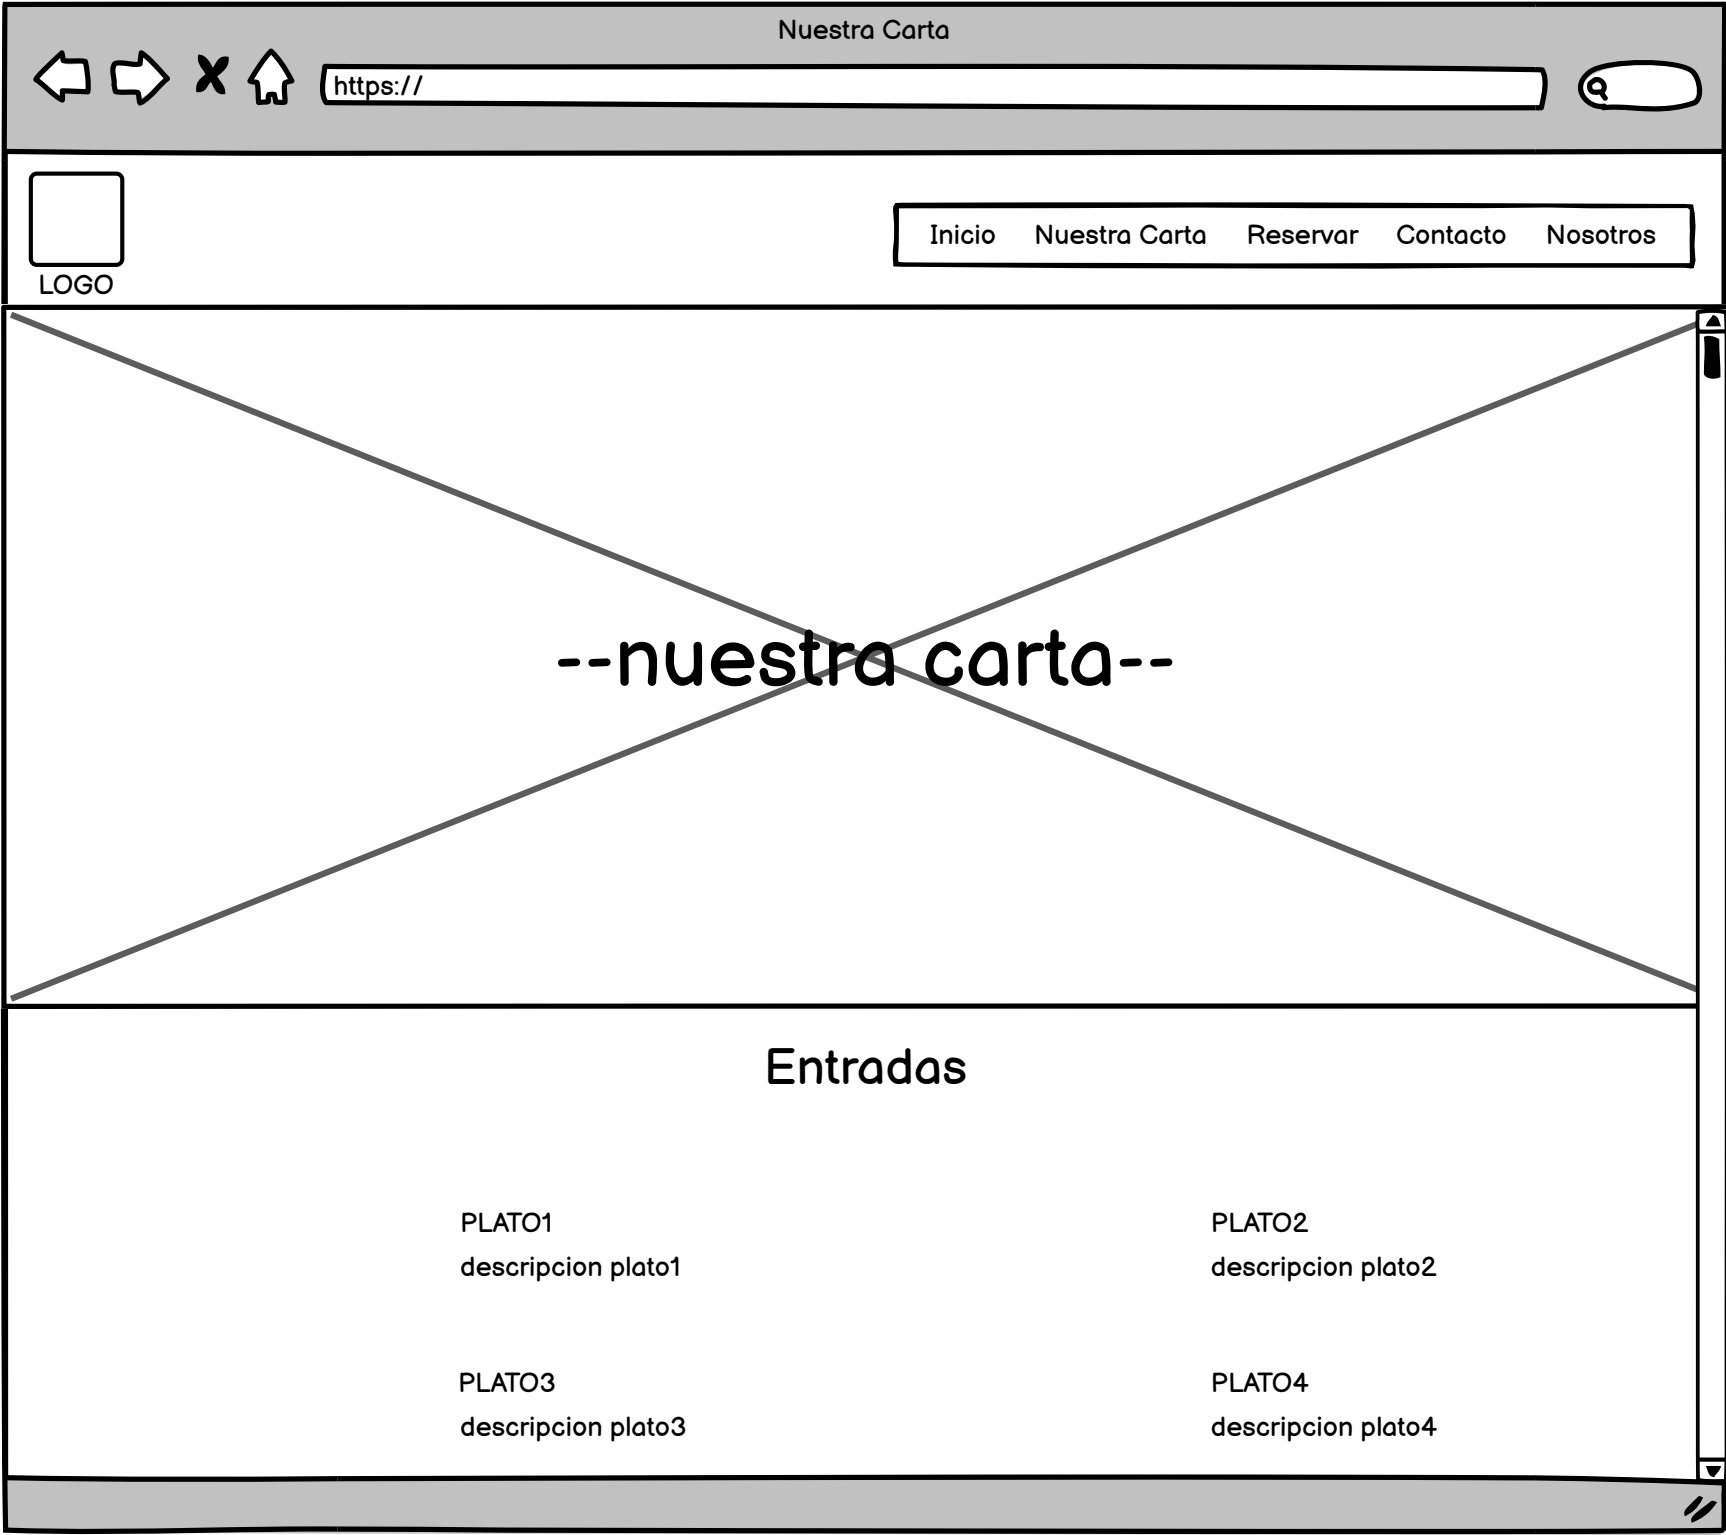 Nuestra Carta
https://
Inicio Nuestra Carta Reservar Contacto Nosotros
LOGO
--nuestra carta--
Entradas
PLATO1 PLATO2
descripcion plato1 descripcion plato2
PLATO3 PLATO4
descripcion plato3 descripcion plato4